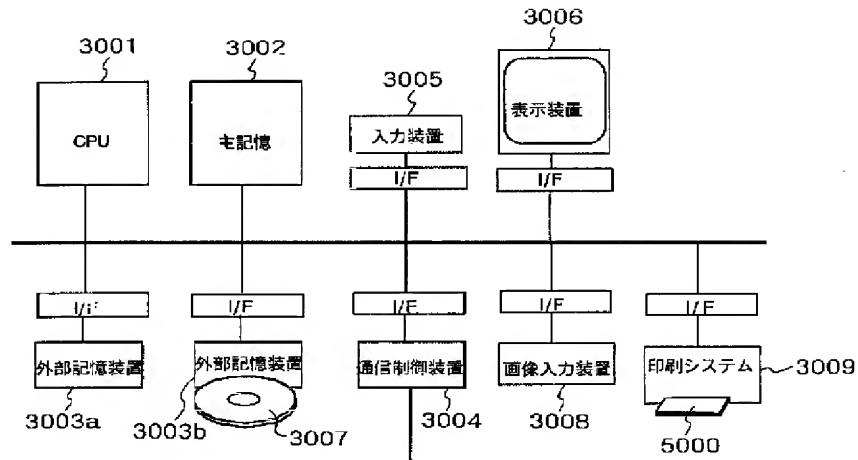 3001
3002
3005
3006
CPU
主記憶
入力装置
表示装置
I/F
I/F
I/F
I/F
I/F
I/F
I/F
外部記憶装置
外部記憶装置
通信制御装置
画像入力装置
印刷システム
3009
3003a
3003b
3007
3004
3008
5000